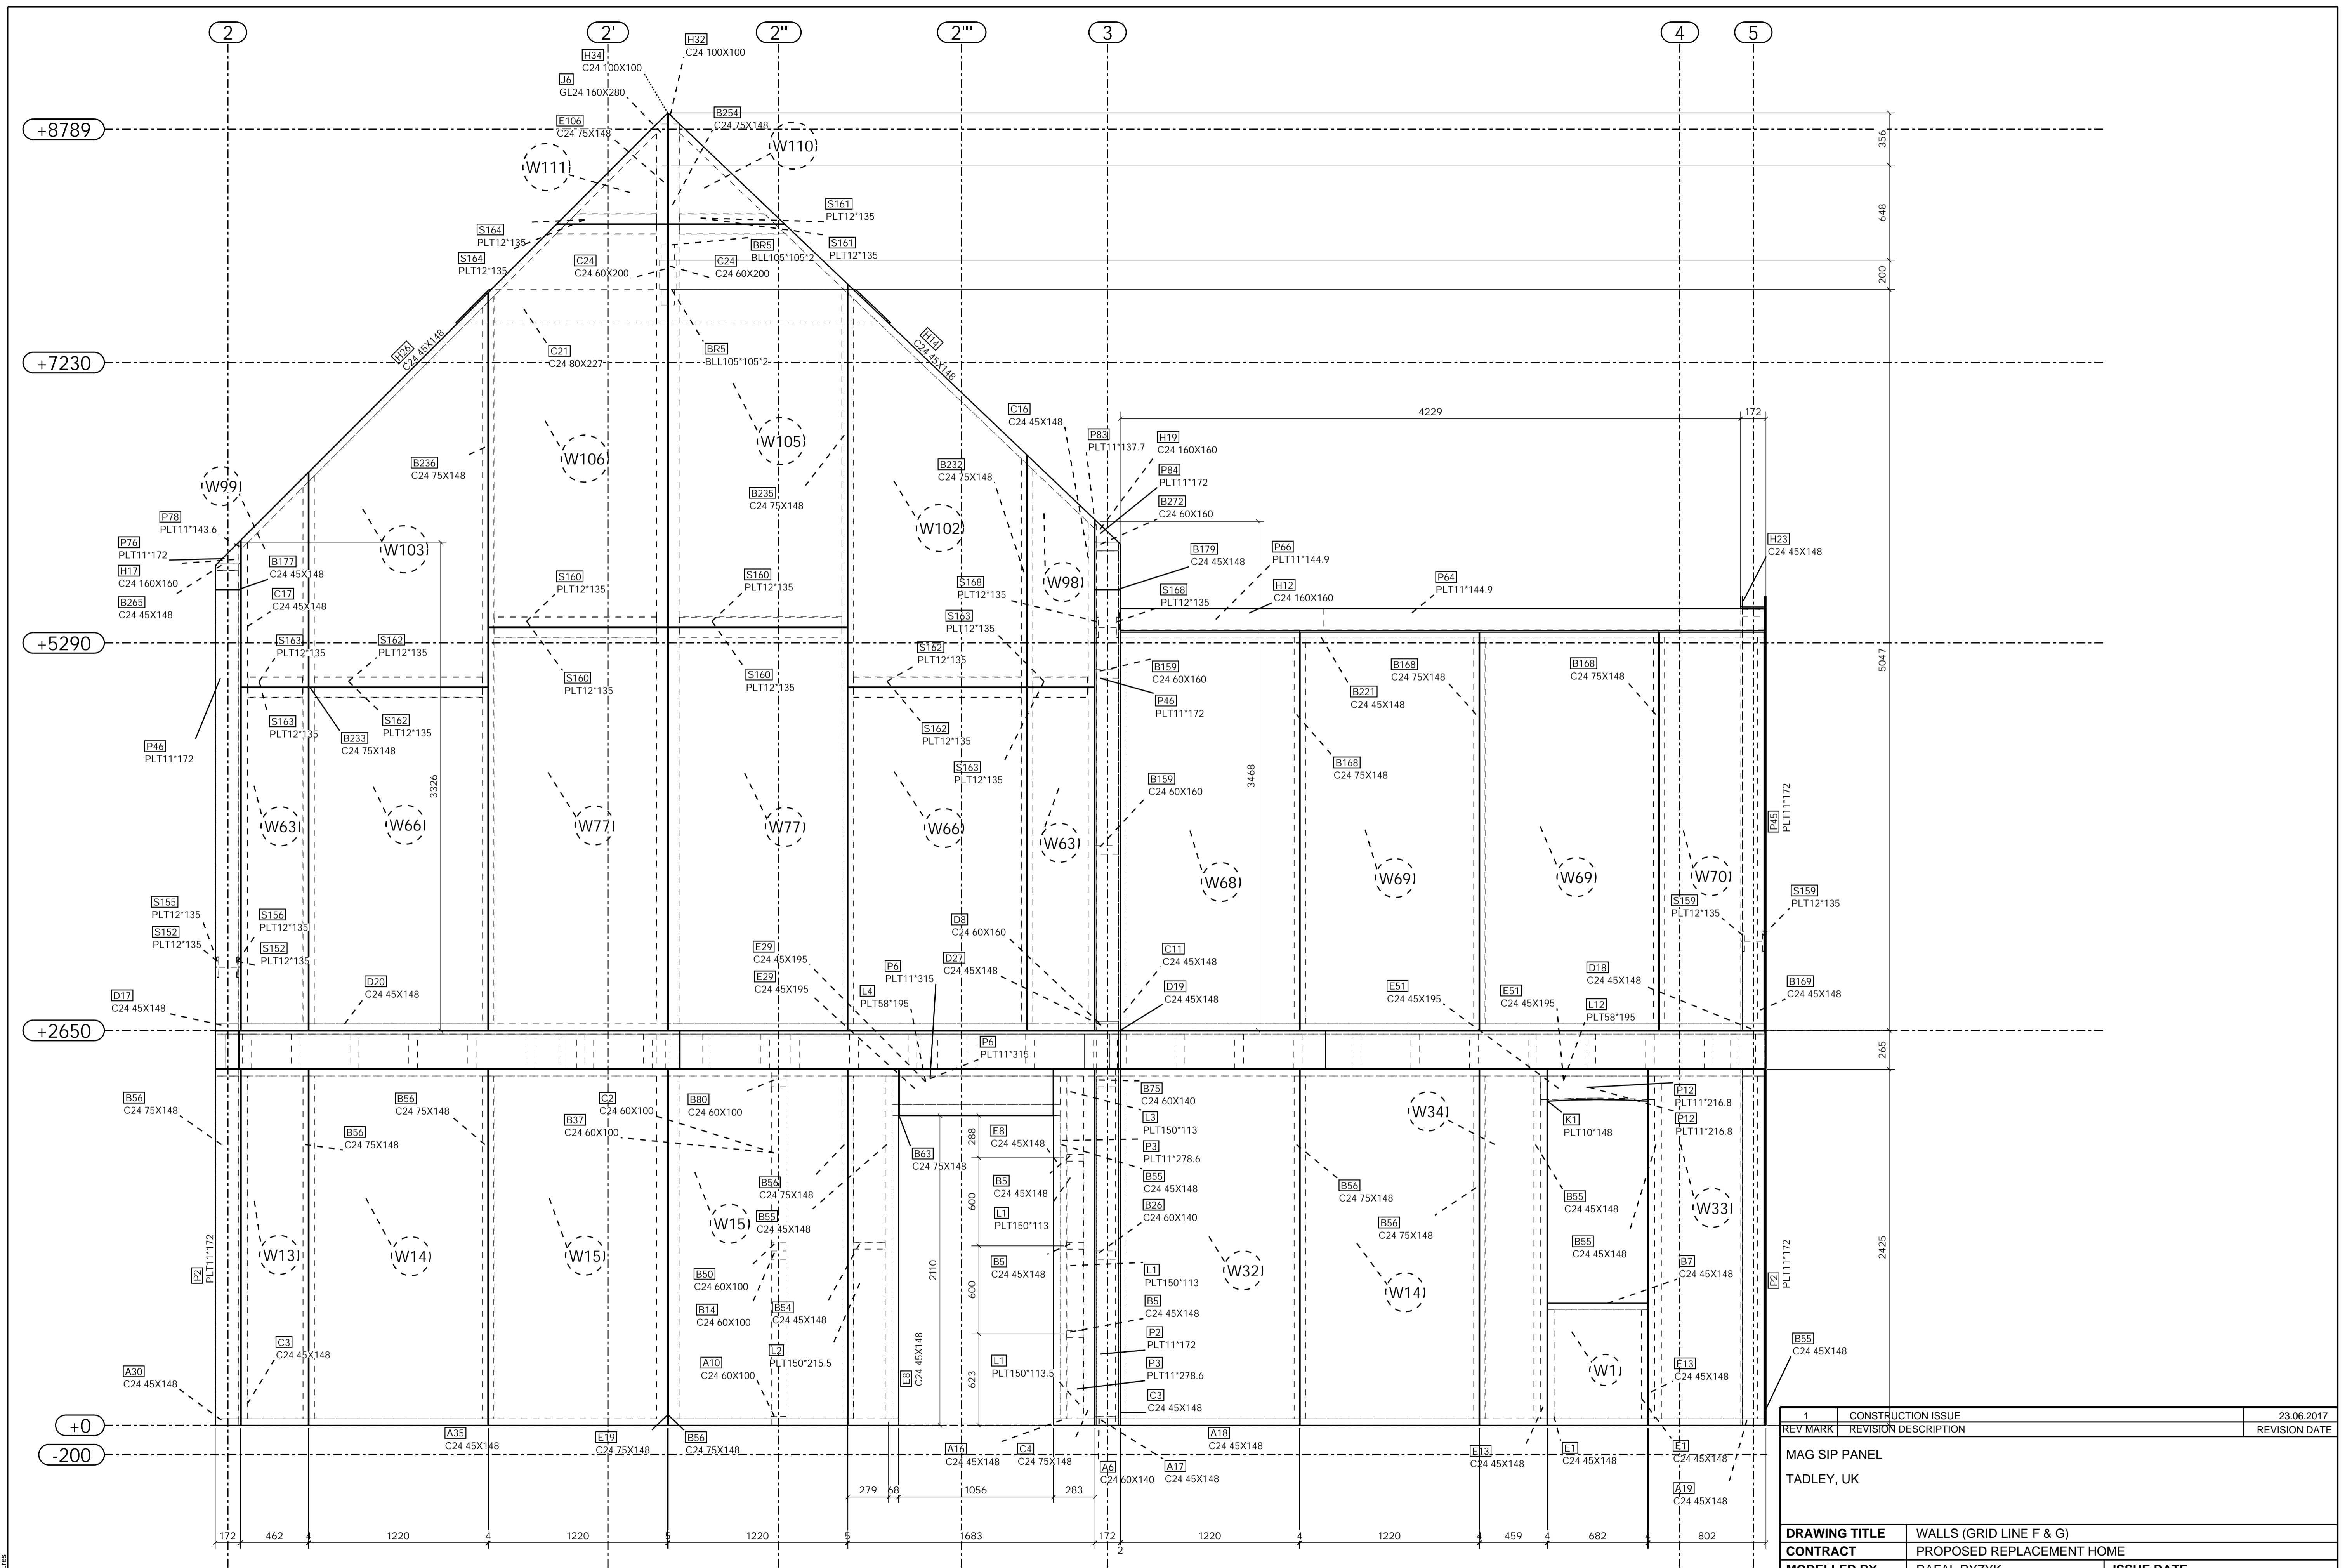 2
2'
2"
2'''
3
4
5
H32
C24 100X100
H34
C24 100X100
J6
GL24 160X280
E106
C24 75X148
B254
C24 75X148
+8789
W111
W110
356
648
200
S161
PLT12*135
S164
PLT12*135
S161
PLT12*135
S164
PLT12*135
BR5
BLL105*105*2
C24
C24 60X200
C24
C24 60X200
H26
C24 45X148
H14
C24 45X148
C21
C24 80X227
BR5
BLL105*105*2
+7230
C16
C24 45X148
4229
172
P83
PLT11*137.7
H19
C24 160X160
P84
PLT11*172
B272
C24 60X160
B236
C24 75X148
W106
W105
B232
C24 75X148
B235
C24 75X148
W99
W103
W102
P78
PLT11*143.6
P76
PLT11*172
H17
C24 160X160
B265
C24 45X148
B177
C24 45X148
C17
C24 45X148
S160
PLT12*135
S160
PLT12*135
W98
S168
PLT12*135
S168
PLT12*135
B179
C24 45X148
P66
PLT11*144.9
H12
C24 160X160
P64
PLT11*144.9
H23
C24 45X148
S163
PLT12*135
S162
PLT12*135
S163
PLT12*135
+5290
S162
PLT12*135
S160
PLT12*135
S160
PLT12*135
B159
C24 60X160
P46
PLT11*172
B168
C24 75X148
B168
C24 75X148
B221
C24 45X148
5047
S163
PLT12*135
S162
PLT12*135
B233
C24 75X148
S162
PLT12*135
S163
PLT12*135
P46
PLT11*172
B168
C24 75X148
3326
3468
B159
C24 60X160
P45
PLT11*172
W63
W66
W77
W77
W66
W63
W68
W69
W69
W70
S155
PLT12*135
S152
PLT12*135
S156
PLT12*135
S152
PLT12*135
S159
PLT12*135
S159
PLT12*135
D8
C24 60X160
D27
C24 45X148
C11
C24 45X148
D19
C24 45X148
E29
C24 45X195
E29
C24 45X195
P6
PLT11*315
L4
PLT58*195
D20
C24 45X148
D17
C24 45X148
E51
C24 45X195
E51
C24 45X195
D18
C24 45X148
L12
PLT58*195
B169
C24 45X148
+2650
P6
PLT11*315
265
B56
C24 75X148
B56
C24 75X148
B56
C24 75X148
C2
C24 60X100
B37
C24 60X100
B80
C24 60X100
B75
C24 60X140
L3
PLT150*113
P3
PLT11*278.6
288
E8
C24 45X148
B63
C24 75X148
W34
K1
PLT10*148
P12
PLT11*216.8
P12
PLT11*216.8
B56
C24 75X148
B5
C24 45X148
B55
C24 45X148
B26
C24 60X140
600
B56
C24 75X148
B55
C24 45X148
W33
W13
W14
W15
W15
B55
C24 45X148
L1
PLT150*113
B56
C24 75X148
B55
C24 45X148
2425
P2
PLT11*172
B50
C24 60X100
2110
B5
C24 45X148
L1
PLT150*113
W32
W14
B7
C24 45X148
P2
PLT11*172
B14
C24 60X100
B54
C24 45X148
600
B5
C24 45X148
C3
C24 45X148
L2
PLT150*215.5
P2
PLT11*172
B55
C24 45X148
A30
C24 45X148
A10
C24 60X100
E8
C24 45X148
623
L1
PLT150*113.5
P3
PLT11*278.6
W1
E13
C24 45X148
C3
C24 45X148
+0
-200
A35
C24 45X148
E19
C24 75X148
B56
C24 75X148
A16
C24 45X148
C4
C24 75X148
A6
C24 60X140
A17
C24 45X148
A18
C24 45X148
E13
C24 45X148
E1
C24 45X148
E1
C24 45X148
A19
C24 45X148
279 68 1056 283
172 462 4 1220 4 1220 5 1220 5 1683 172 2 1220 4 1220 4 459 4 682 4 802
1 CONSTRUCTION ISSUE 23.06.2017
REV MARK REVISION DESCRIPTION REVISION DATE
MAG SIP PANEL
TADLEY, UK
DRAWING TITLE WALLS (GRID LINE F & G)
CONTRACT PROPOSED REPLACEMENT HOME